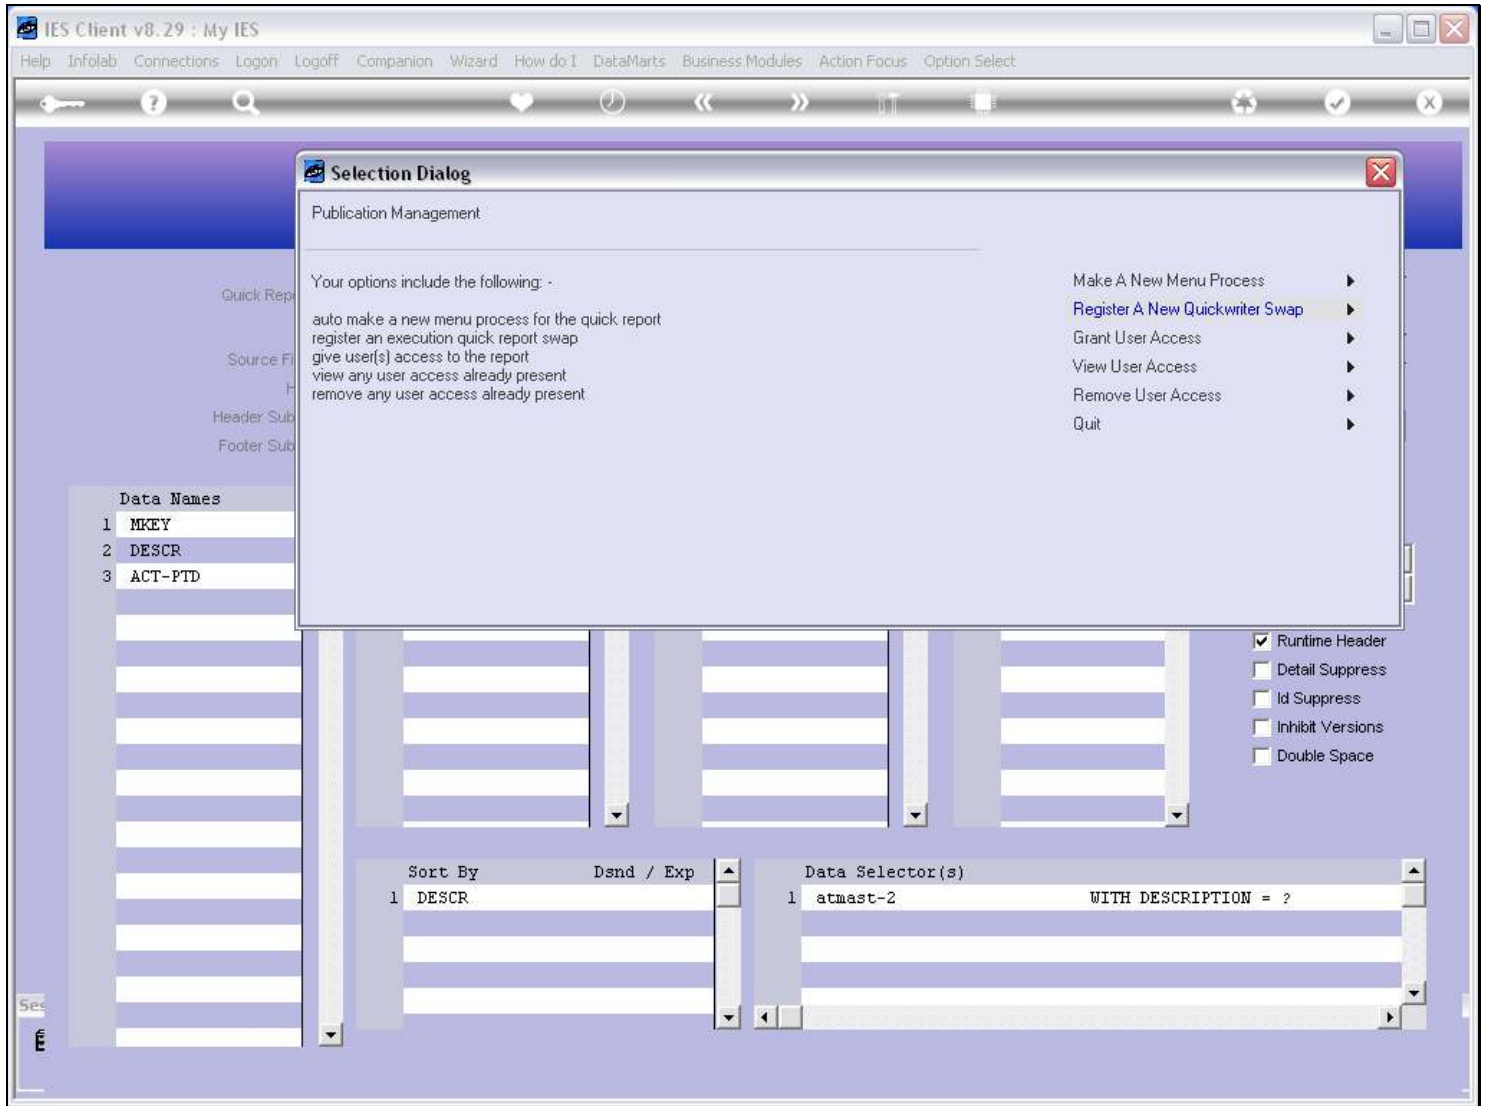 IES Client v8.29 : My IES
Help Infolab Connections Logon Logoff Companion Wizard How do I DataMarts Business Modules Action Focus Option Select
Selection Dialog
Publication Management
Your options include the following: -
auto make a new menu process for the quick report
register an execution quick report swap
give user(s) access to the report
view any user access already present
remove any user access already present
Make A New Menu Process
Register A New Quickwriter Swap
Grant User Access
View User Access
Remove User Access
Quit
Quick Rep
Source Fi
H
Header Sub
Footer Sub
Data Names
1 MKEY
2 DESCR
3 ACT-PTD
Runtime Header
Detail Suppress
Id Suppress
Inhibit Versions
Double Space
Sort By Dsnd / Exp
1 DESCR
Data Selector(s)
1 atmast-2 WITH DESCRIPTION = ?
Ses